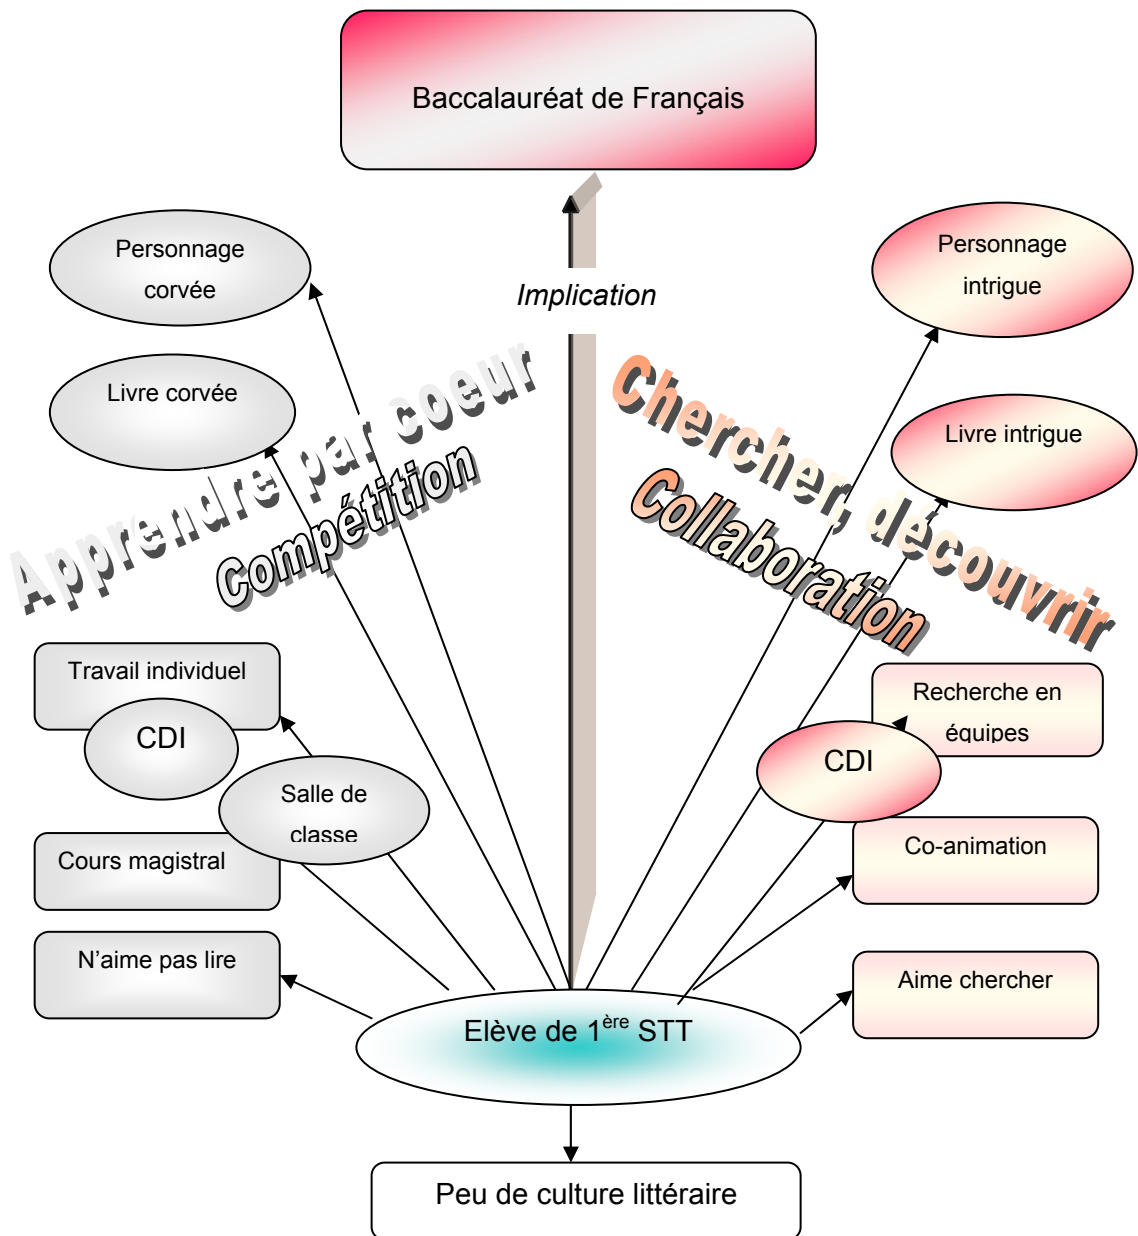 Baccalauréat de Français
Personnage
corvée
Personnage
intrigue
Implication
Livre corvée
Livre intrigue
Apprendre par coeur
Compétition
Chercher, découvrir
Collaboration
Travail individuel
CDI
Salle de
classe
Cours magistral
N'aime pas lire
Recherche en
équipes
CDI
Co-animation
Aime chercher
Elève de 1ère STT
Peu de culture littéraire